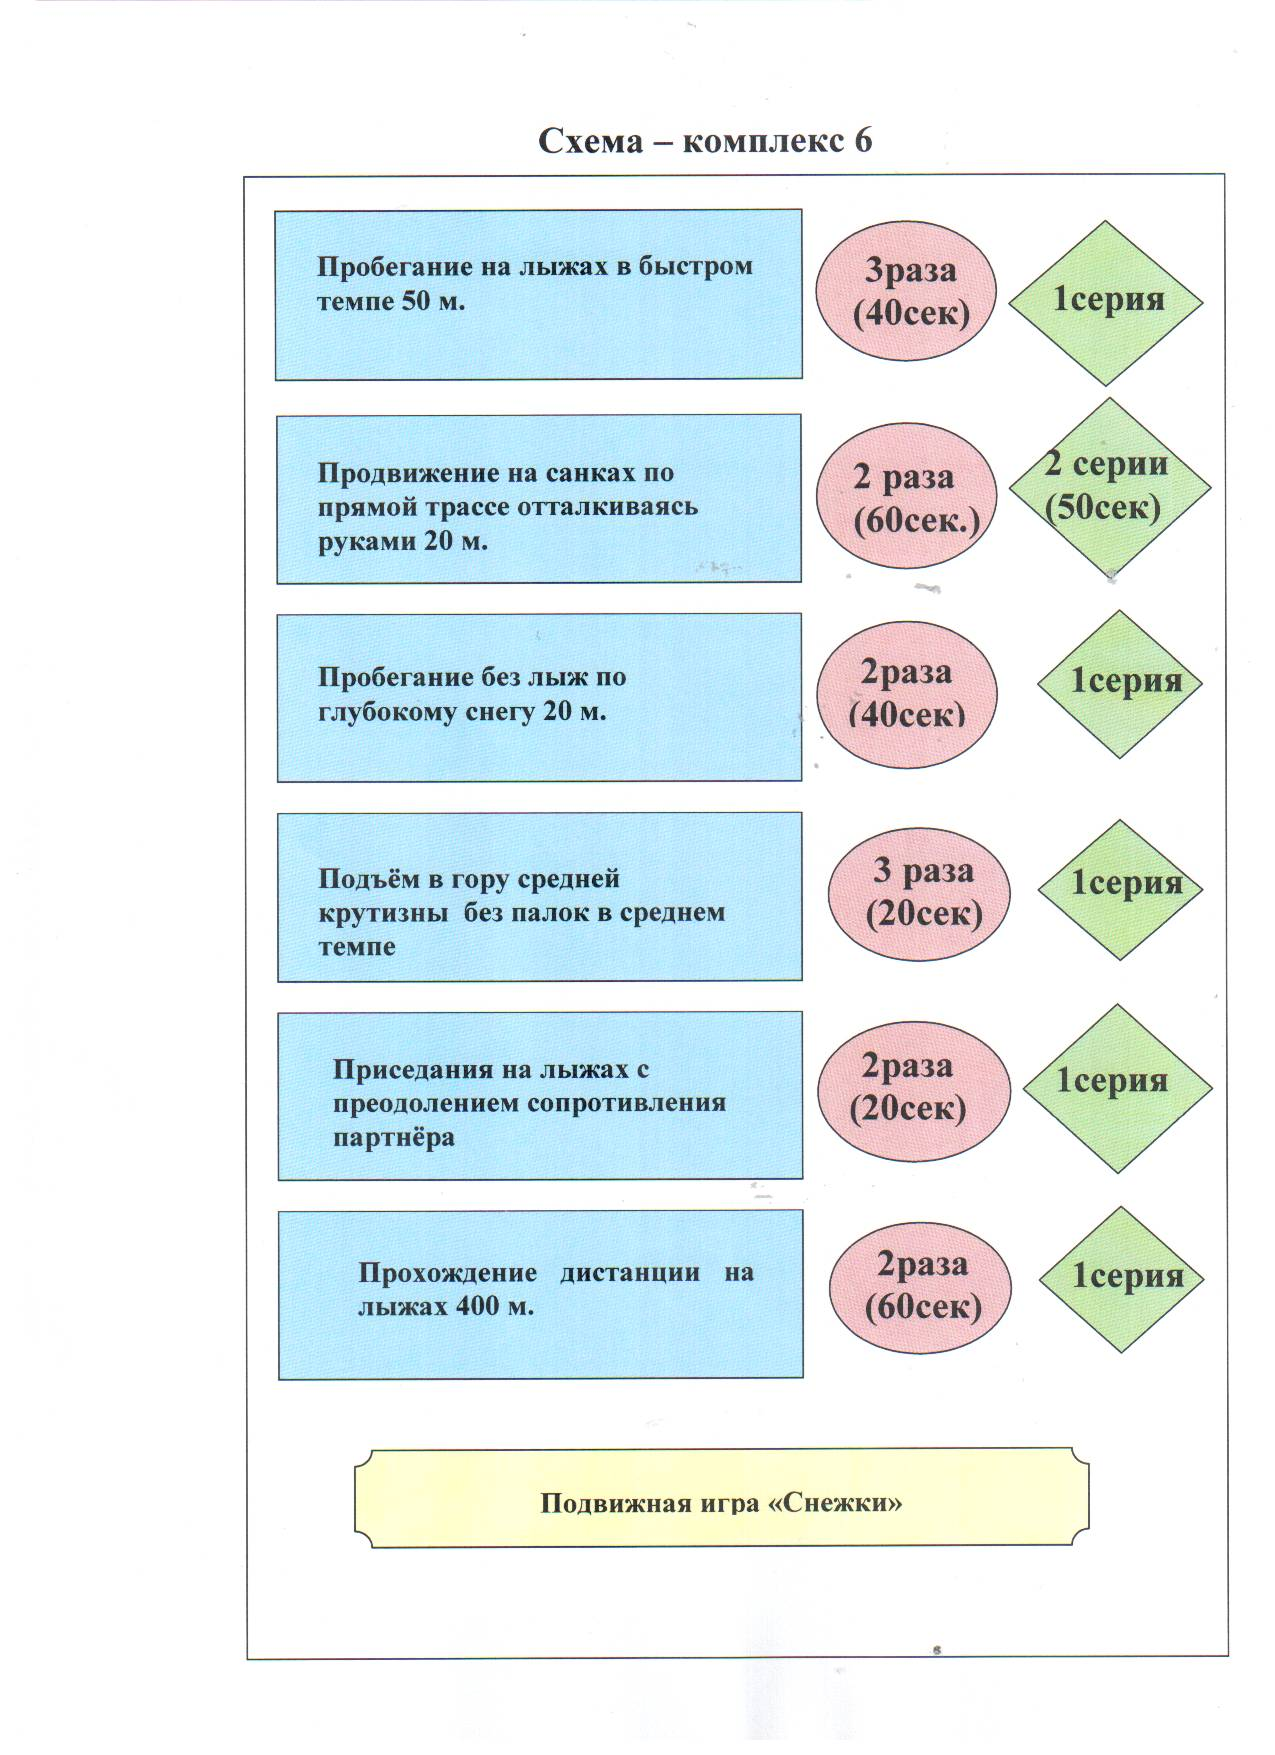 Схема – комплекс 6
Пробегание на лыжах в быстром
темпе 50 м.
3раза
(40сек)
1серия
Продвижение на санках по
прямой трассе отталкиваясь
руками 20 м.
2 раза
(60сек.)
2 серии
(50сек)
Пробегание без лыж по
глубокому снегу 20 м.
2раза
(40сек)
1серия
Подъём в гору средней
крутизны  без палок в среднем
темпе
3 раза
(20сек)
1серия
Приседания на лыжах с
преодолением сопротивления
партнёра
2раза
(20сек)
1серия
Прохождение дистанции на
лыжах 400 м.
2раза
(60сек)
1серия
Подвижная игра «Снежки»